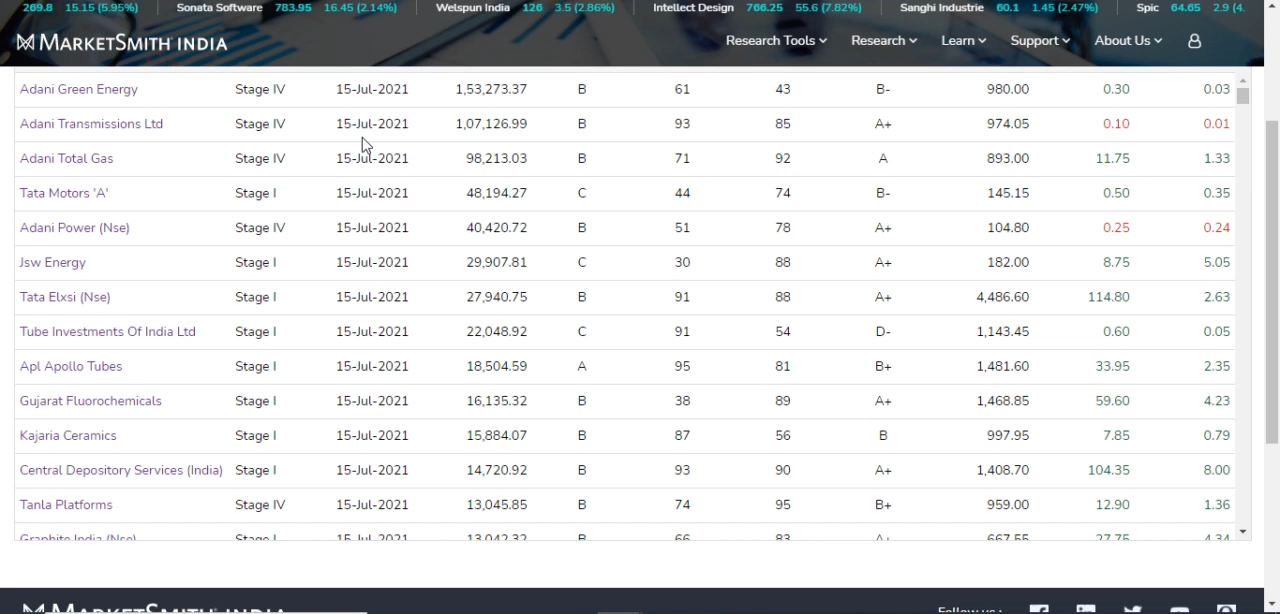 269.8 15.15 (5.95%) Sonata Software 783.95 16.45 (2.14%) Welspun India 126 3.5 (2.86%) Intellect Design 766.25 55.6 (7.82%) Sanghi Industrie 60.1 1.45 (2.47%) Spic 64.65 2.9 (4.
MARKETSMITH INDIA Research Tools Research Learn Support About Us
Adani Green Energy Stage IV 15-Jul-2021 1,53,273.37 B 61 43 B- 980.00 0.30 0.03
Adani Transmissions Ltd Stage IV 15-Jul-2021 1,07,126.99 B 93 85 A+ 974.05 0.10 0.01
Adani Total Gas Stage IV 15-Jul-2021 98,213.03 B 71 92 A 893.00 11.75 1.33
Tata Motors 'A' Stage I 15-Jul-2021 48,194.27 C 44 74 B- 145.15 0.50 0.35
Adani Power (Nse) Stage IV 15-Jul-2021 40,420.72 B 51 78 A+ 104.80 0.25 0.24
Jsw Energy Stage I 15-Jul-2021 29,907.81 C 30 88 A+ 182.00 8.75 5.05
Tata Elxsi (Nse) Stage I 15-Jul-2021 27,940.75 B 91 88 A+ 4,486.60 114.80 2.63
Tube Investments Of India Ltd Stage I 15-Jul-2021 22,048.92 C 91 54 D- 1,143.45 0.60 0.05
Apl Apollo Tubes Stage I 15-Jul-2021 18,504.59 A 95 81 B+ 1,481.60 33.95 2.35
Gujarat Fluorochemicals Stage I 15-Jul-2021 16,135.32 B 38 89 A+ 1,468.85 59.60 4.23
Kajaria Ceramics Stage I 15-Jul-2021 15,884.07 B 87 56 B 997.95 7.85 0.79
Central Depository Services (India) Stage I 15-Jul-2021 14,720.92 B 93 90 A+ 1,408.70 104.35 8.00
Tanla Platforms Stage IV 15-Jul-2021 13,045.85 B 74 95 B+ 959.00 12.90 1.36
Graphite India (Nse) Stage I 15-Jul-2021 13,042.32 B 66 83 A+ 667.55 27.75 4.34
MARKETSMITH INDIA Follow us :